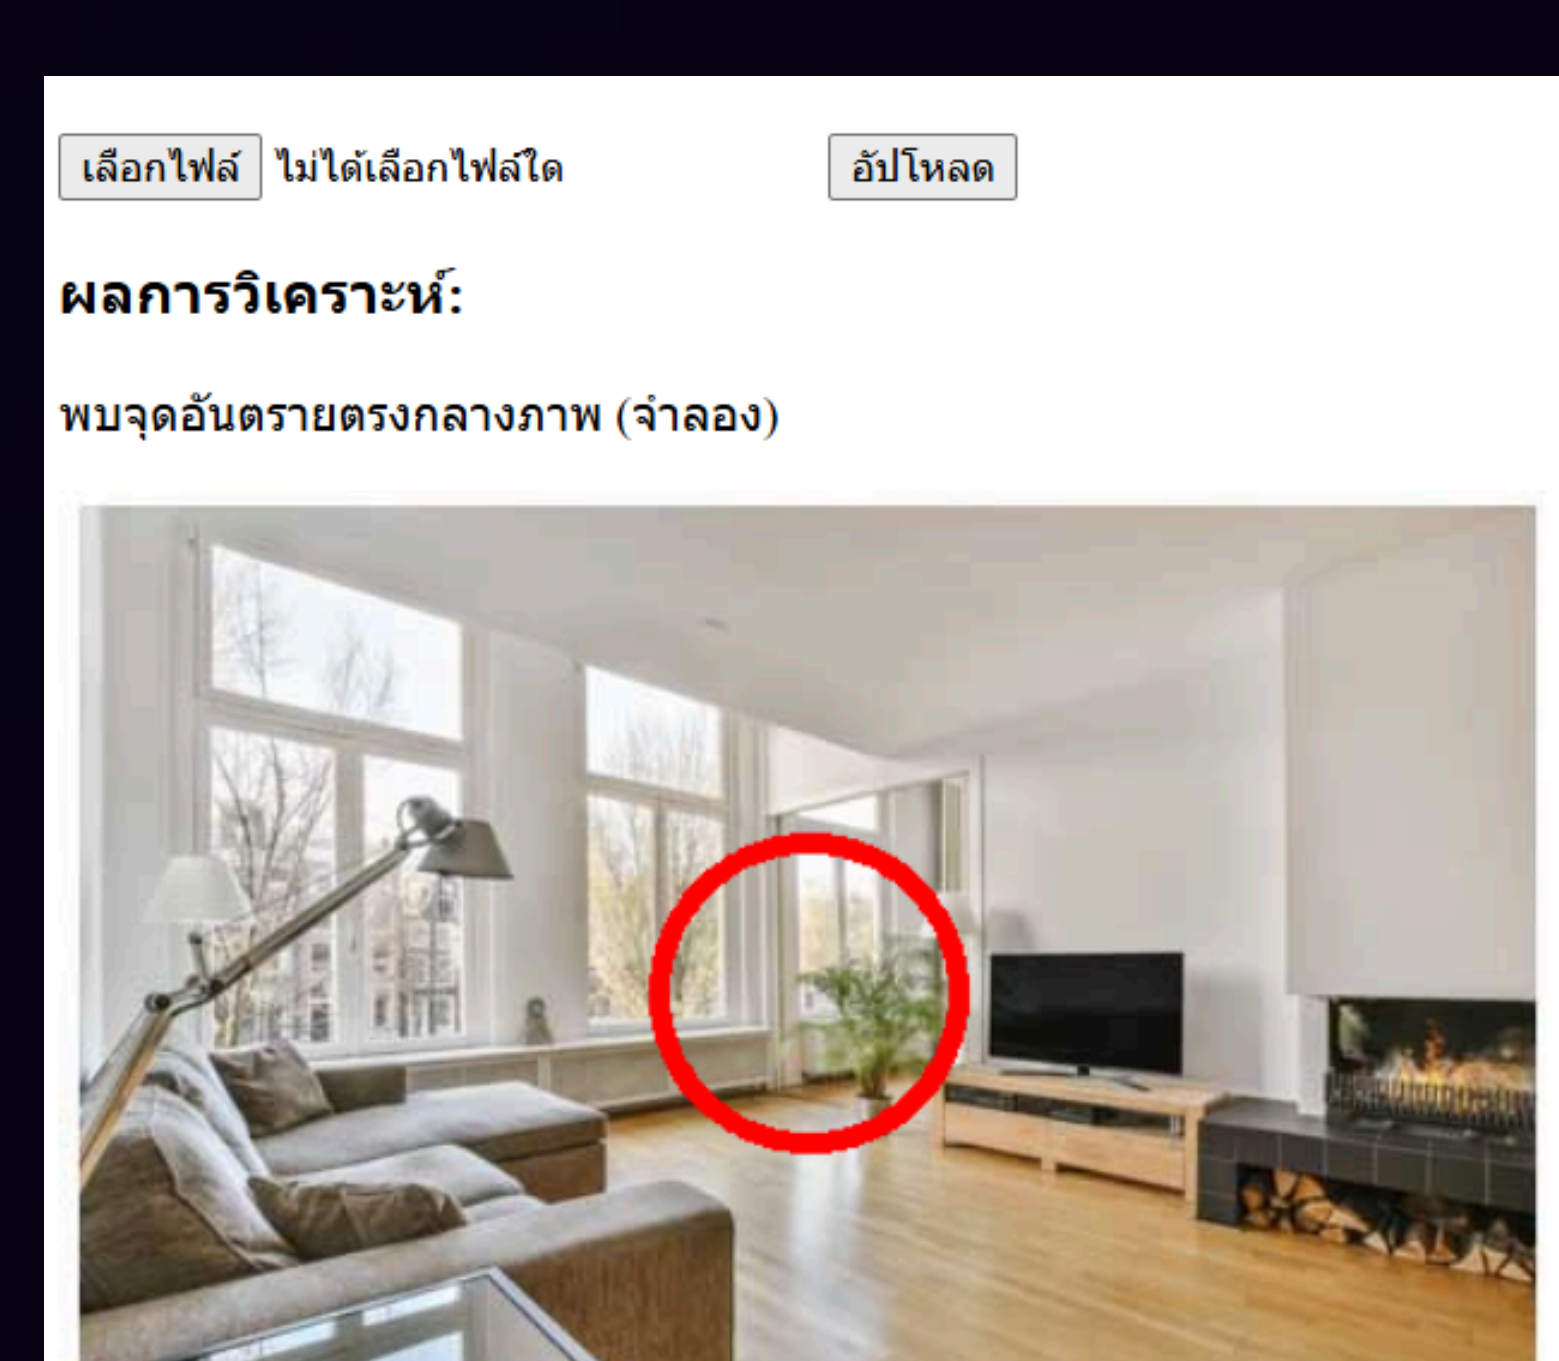 เลือกไฟล์ ไม่ได้เลือกไฟล์ใด อัปโหลด
ผลการวิเคราะห์:
พบจุดอันตรายตรงกลางภาพ (จำลอง)